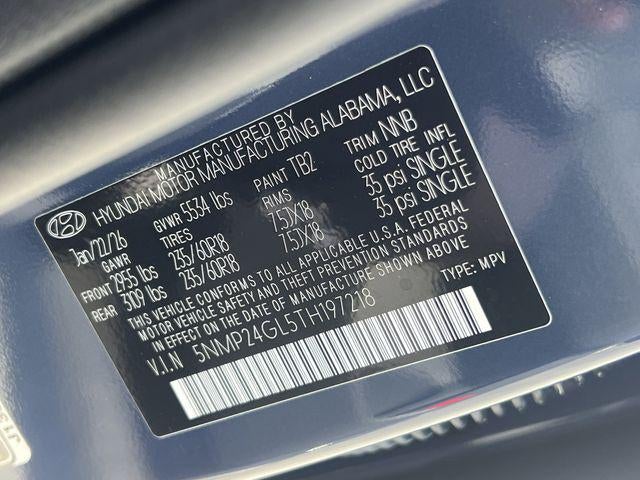 MANUFACTURED BY
HYUNDAI MOTOR MANUFACTURING ALABAMA, LLC
Jan/22/26 GVWR 5534 lbs PAINT TB2 TRIM NNB
GAWR TIRES RIMS COLD TIRE INFL
FRONT 2955 lbs 235/60R18 7.5JX18 35 psi SINGLE
REAR 3109 lbs 235/60R18 7.5JX18 35 psi SINGLE
THIS VEHICLE CONFORMS TO ALL APPLICABLE U.S.A. FEDERAL
MOTOR VEHICLE SAFETY AND THEFT PREVENTION STANDARDS
IN EFFECT ON THE DATE OF MANUFACTURE SHOWN ABOVE
V.I.N 5NMP24GL5TH197218 TYPE: MPV